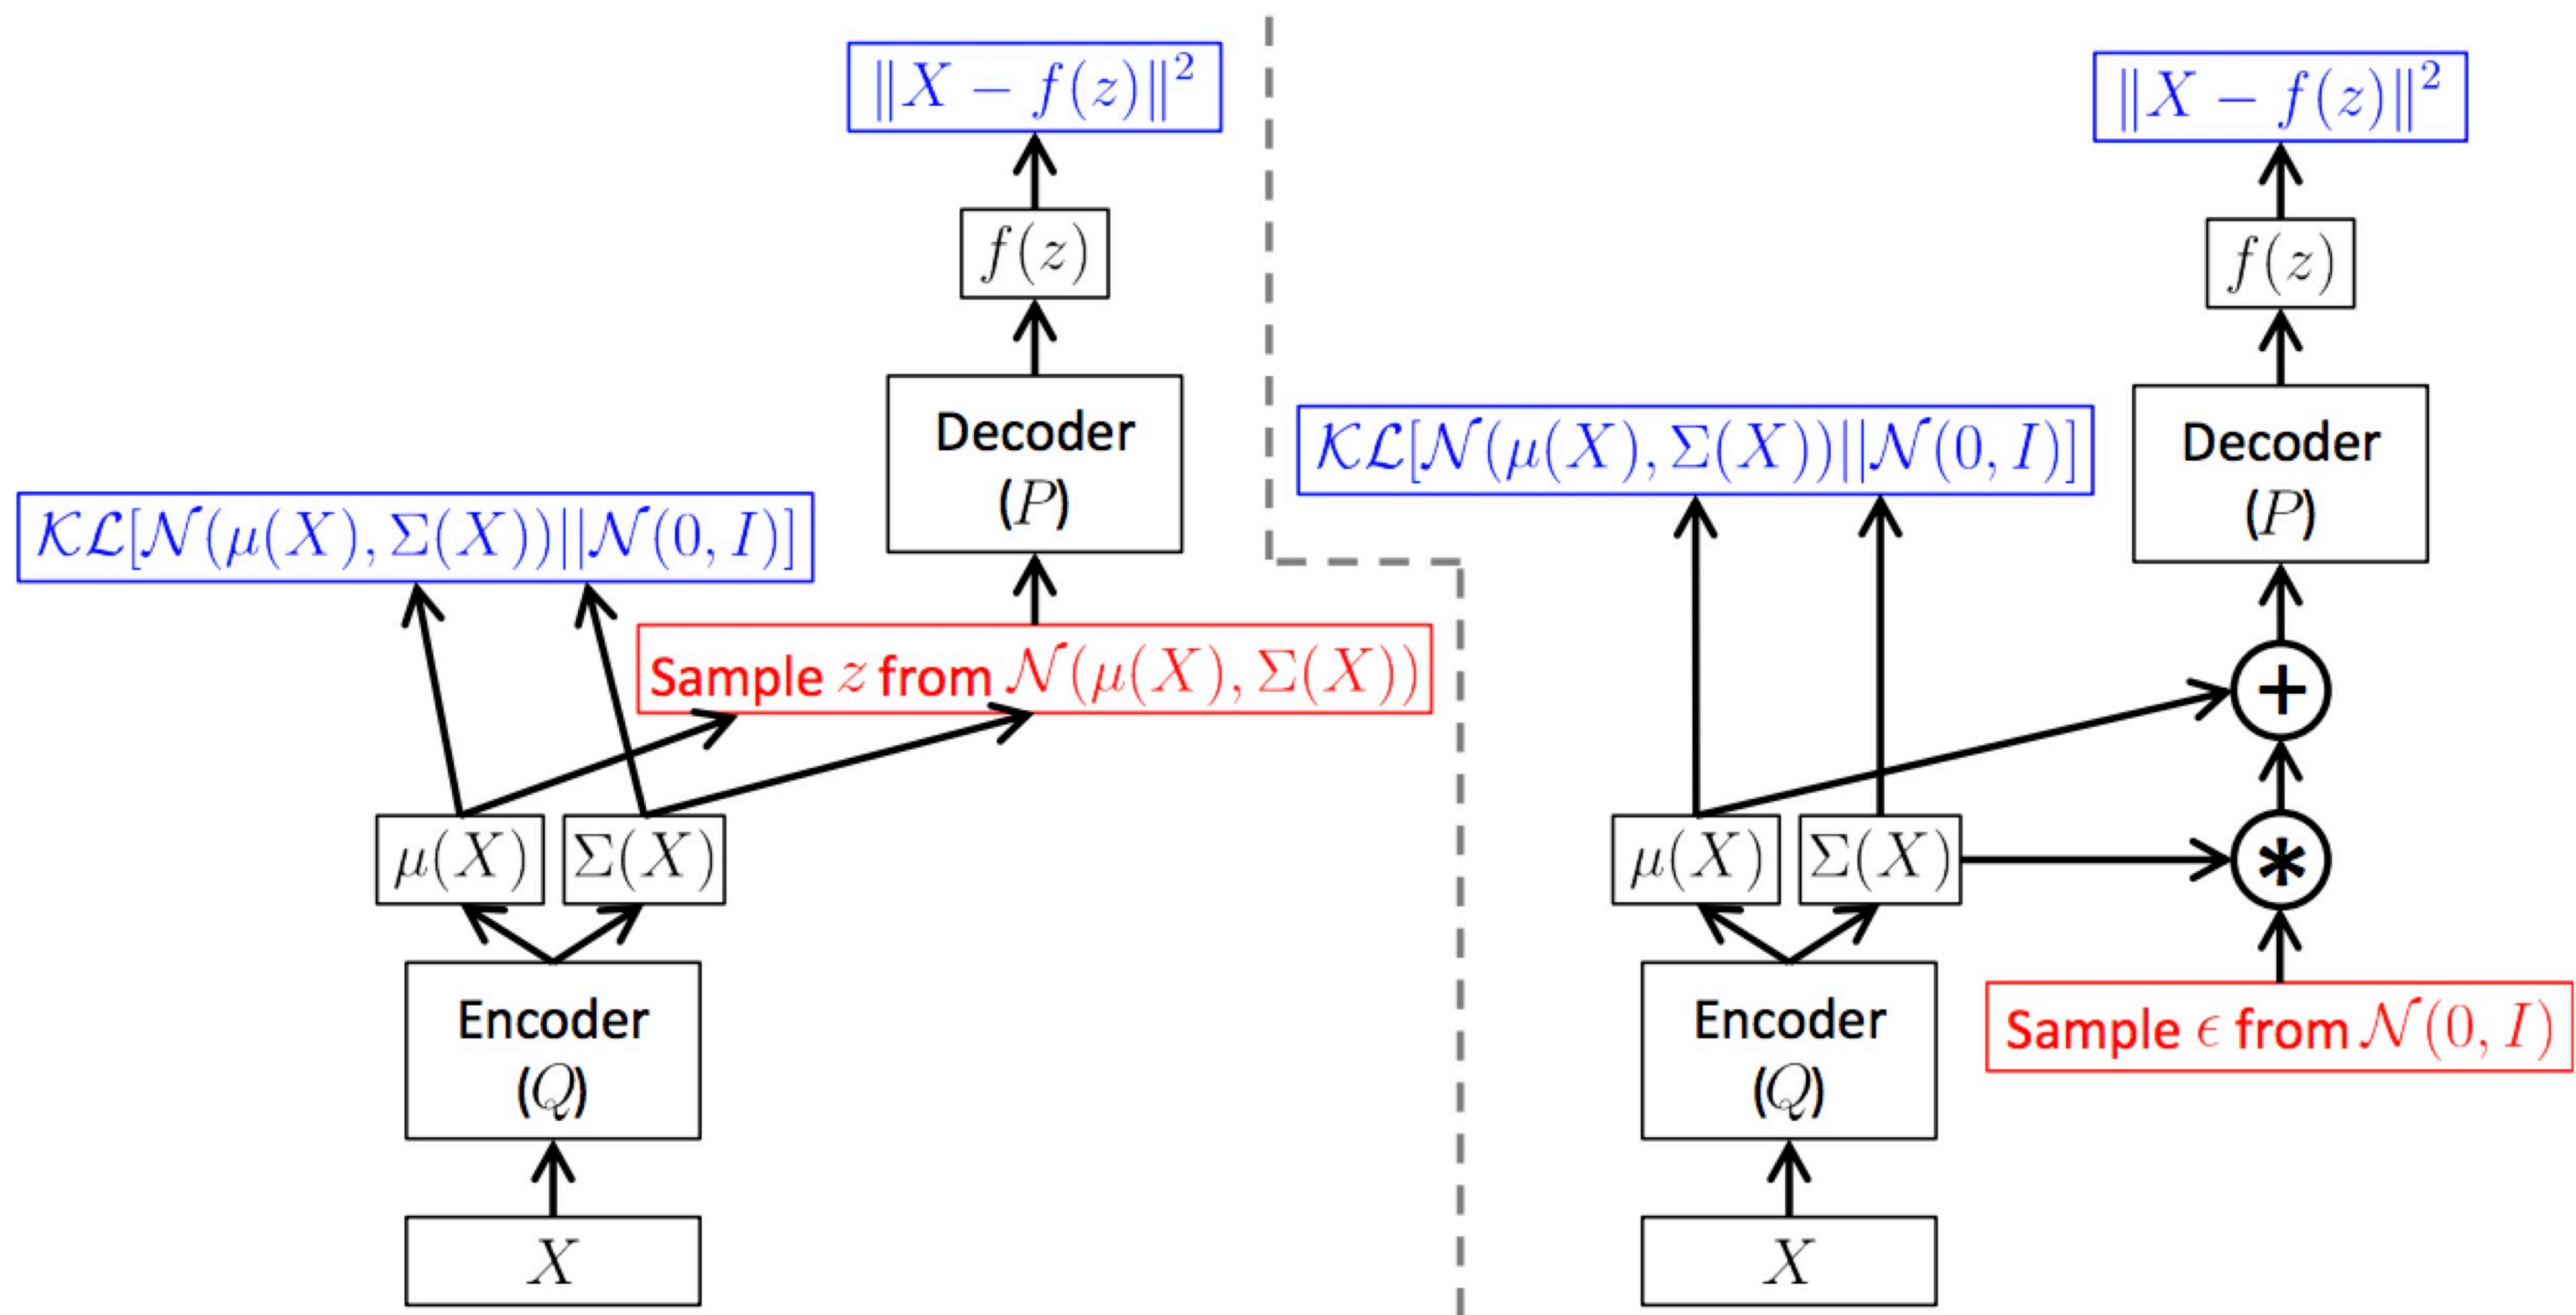 ‖X − f(z)‖²
f(z)
Decoder
(P)
𝒦ℒ[𝒩(μ(X), Σ(X))||𝒩(0, I)]
Sample z from 𝒩(μ(X), Σ(X))
μ(X)
Σ(X)
Encoder
(Q)
X
‖X − f(z)‖²
f(z)
Decoder
(P)
𝒦ℒ[𝒩(μ(X), Σ(X))||𝒩(0, I)]
+
μ(X)
Σ(X)
*
Encoder
(Q)
Sample ϵ from 𝒩(0, I)
X